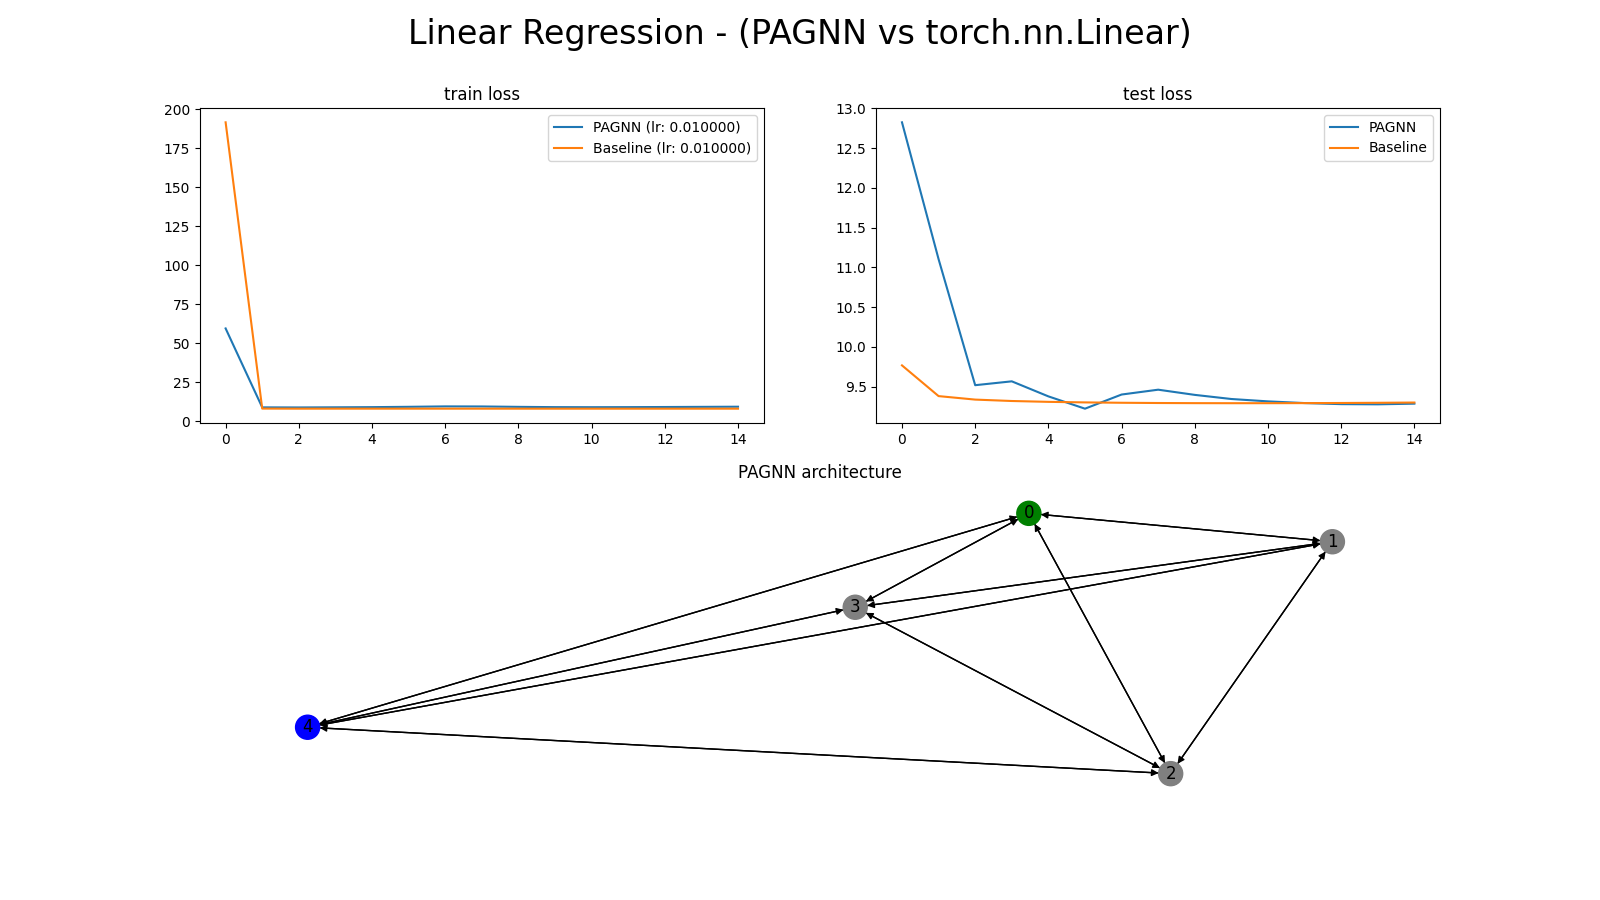 Linear Regression - (PAGNN vs torch.nn.Linear)
train loss
200
175
150
125
100
75
50
25
0
0 2 4 6 8 10 12 14
PAGNN (lr: 0.010000)
Baseline (lr: 0.010000)
test loss
13.0
12.5
12.0
11.5
11.0
10.5
10.0
9.5
0 2 4 6 8 10 12 14
PAGNN
Baseline
PAGNN architecture
0
1
3
4
2